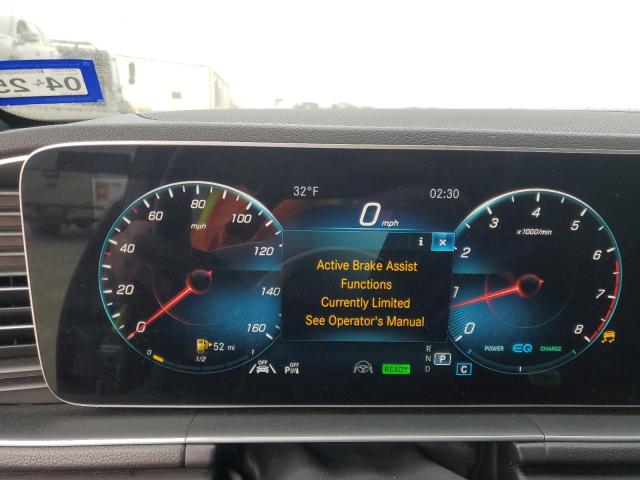 04 25
32°F
02:30
0 mph
i ×
Active Brake Assist
Functions
Currently Limited
See Operator's Manual
0 20 40 60 80 100 120 140 160
mph
0 1 2 3 4 5 6 7 8
x1000/min
52 mi
0 1/2 1
OFF
OFF
P
READY
R
N P
D
C
POWER EQ CHARGE